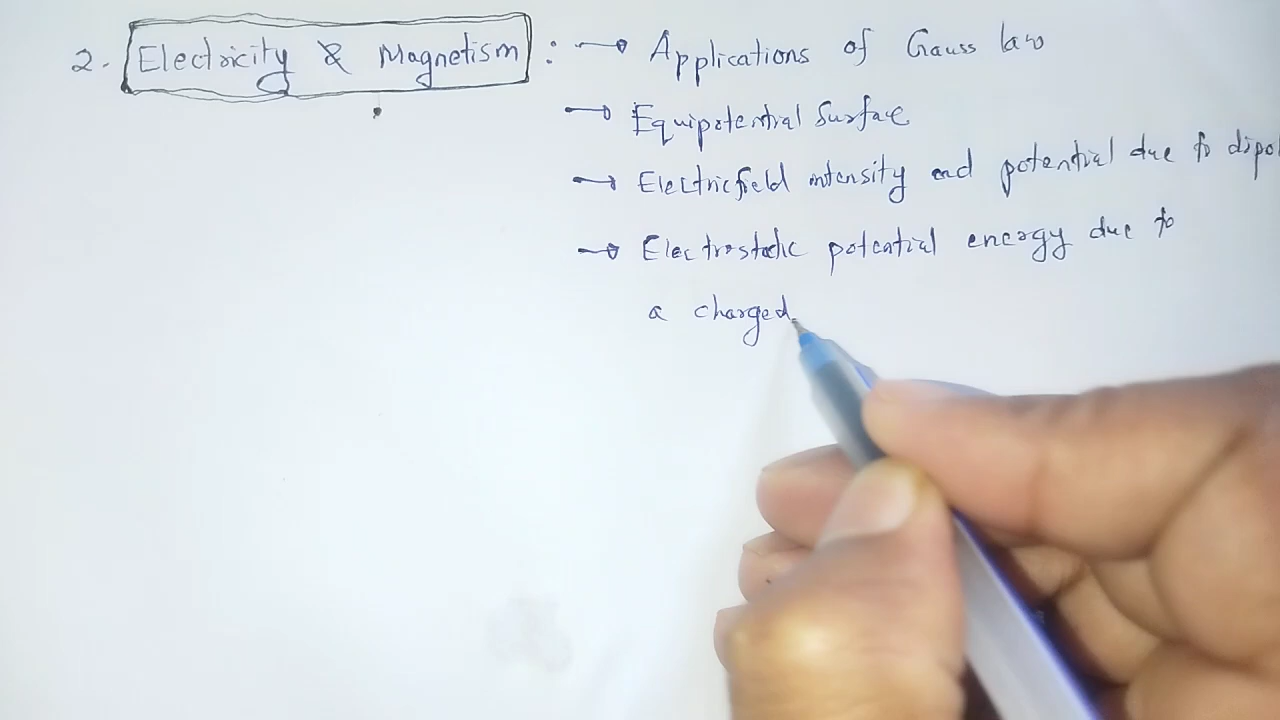 2. Electricity & Magnetism : → Applications of Gauss law
→ Equipotential Surface
→ Electricfield intensity and potential due to dipol
→ Electrostatic potential energy due to
a charged